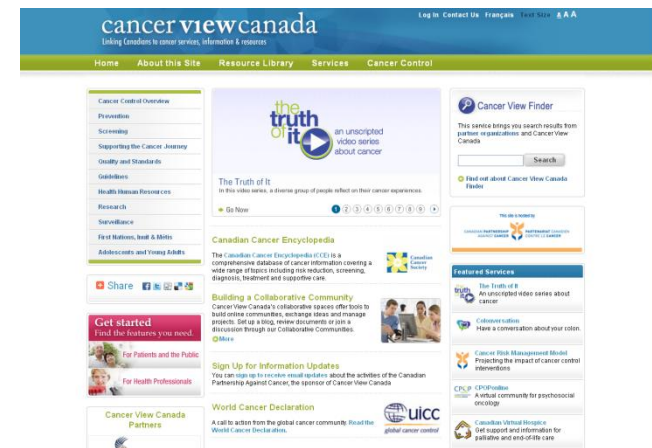 cancerviewcanada
Linking Canadians to cancer services, information & resources
Log In Contact Us Français Text Size A A A
Home About this Site Resource Library Services Cancer Control
Cancer Control Overview
Prevention
Screening
Supporting the Cancer Journey
Quality and Standards
Guidelines
Health Human Resources
Research
Surveillance
First Nations, Inuit & Métis
Adolescents and Young Adults
Share
Get started
Find the features you need.
For Patients and the Public
For Health Professionals
Cancer View Canada
Partners
the
truth
of it
an unscripted
video series
about cancer
The Truth of It
In this video series, a diverse group of people reflect on their cancer experiences.
Go Now
1 2 3 4 5 6 7 8 9
Canadian Cancer Encyclopedia
The Canadian Cancer Encyclopedia (CCE) is a
comprehensive database of cancer information covering a
wide range of topics including risk reduction, screening,
diagnosis, treatment and supportive care.
Canadian
Cancer
Society
Building a Collaborative Community
Cancer View Canada's collaborative spaces offer tools to
build online communities, exchange ideas and manage
projects. Set up a blog, review documents or join a
discussion through our Collaborative Communities.
More
Sign Up for Information Updates
You can sign up to receive email updates about the activities of the Canadian
Partnership Against Cancer, the sponsor of Cancer View Canada
World Cancer Declaration
A call to action from the global cancer community. Read the
World Cancer Declaration.
uicc
global cancer control
Cancer View Finder
This service brings you search results from
partner organizations and Cancer View
Canada
Search
Find out about Cancer View Canada
Finder
This site is hosted by
CANADIAN PARTNERSHIP
AGAINST CANCER
PARTENARIAT CANADIEN
CONTRE LE CANCER
Featured Services
truth
The Truth of It
An unscripted video series about
cancer
Colonversation
Have a conversation about your colon.
Cancer Risk Management Model
Projecting the impact of cancer control
interventions
CPCP
CPOPonline
A virtual community for psychosocial
oncology
Canadian Virtual Hospice
Get support and information for
palliative and end-of-life care